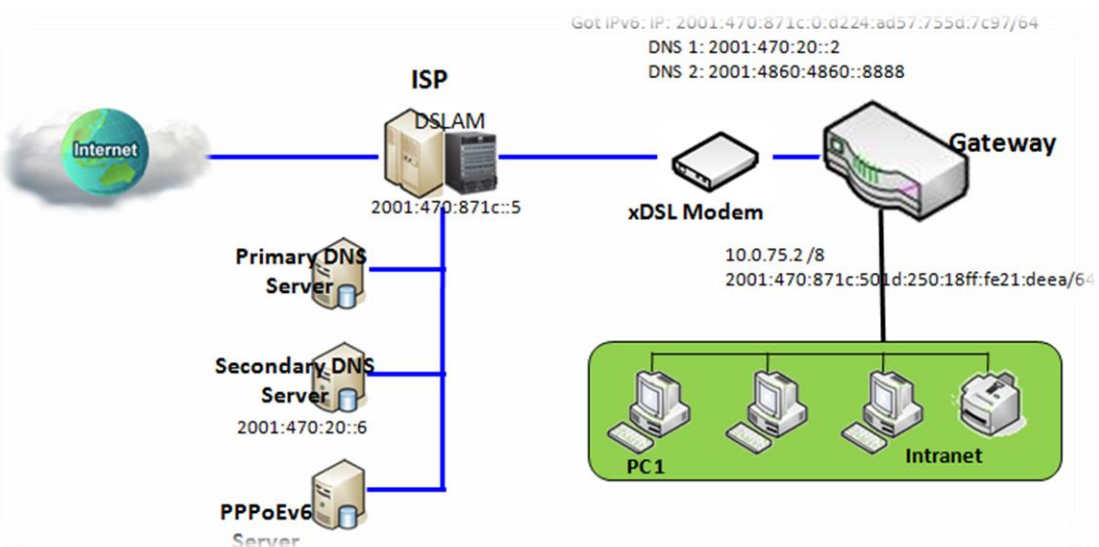 Got IPv6: IP: 2001:470:871c:0:d224:ad57:755d:7c97/64
DNS 1: 2001:470:20::2
DNS 2: 2001:4860:4860::8888
ISP
DSLAM
Internet
Gateway
2001:470:871c::5
xDSL Modem
Primary DNS
Server
10.0.75.2 /8
2001:470:871c:501d:250:18ff:fe21:deea/64
Secondary DNS
Server
2001:470:20::6
PC1
Intranet
PPPoEv6
Server